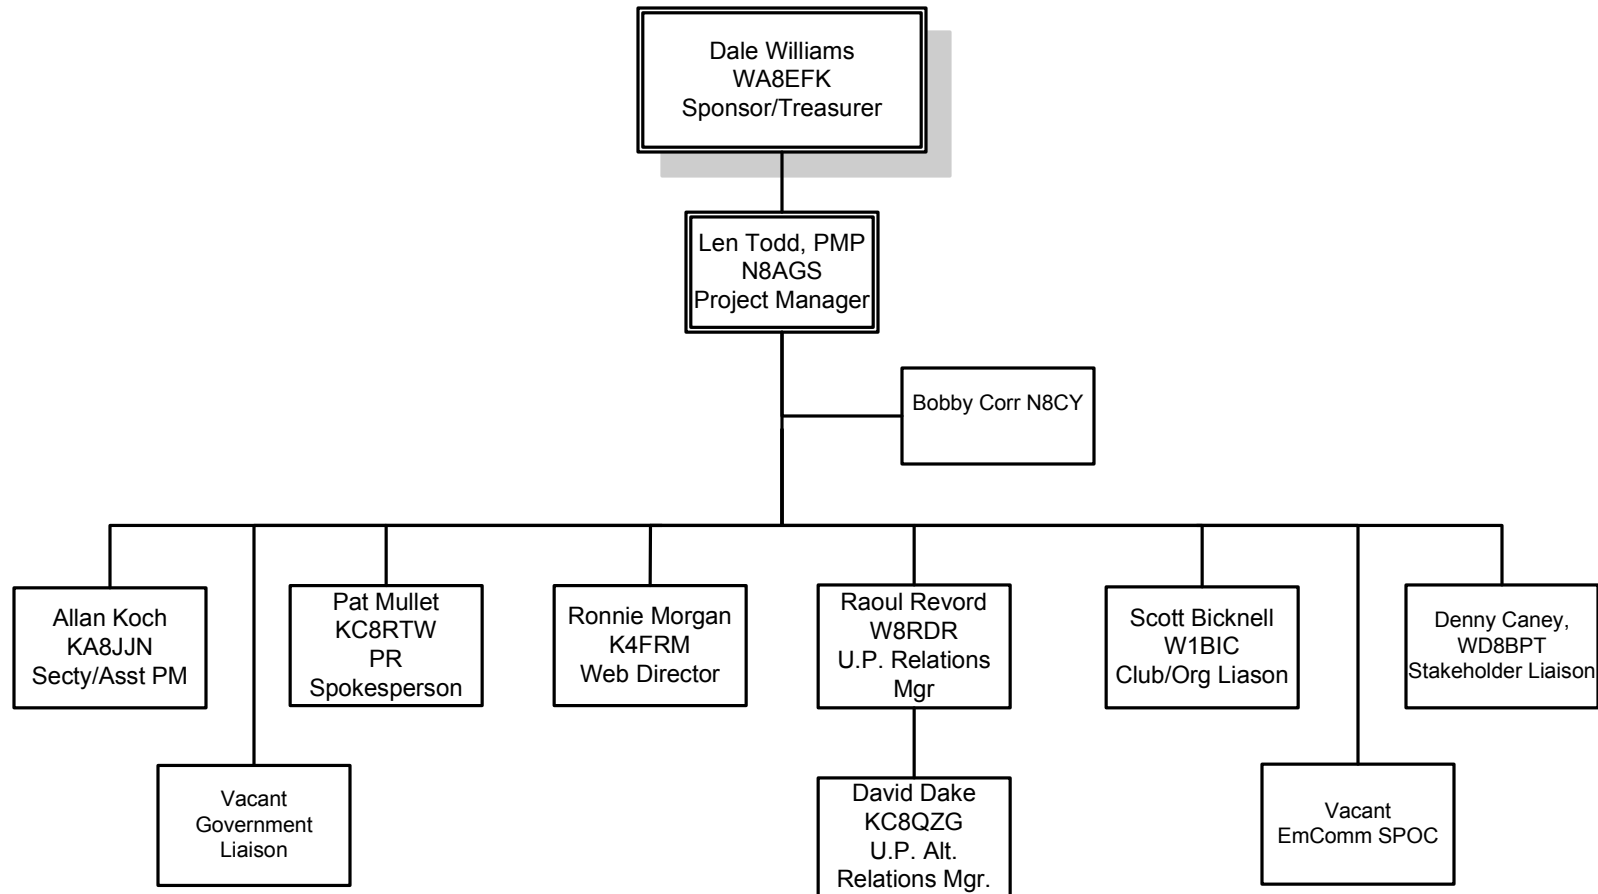 Dale Williams
WA8EFK
Sponsor/Treasurer
Len Todd, PMP
N8AGS
Project Manager
Bobby Corr N8CY
Allan Koch
KA8JJN
Secty/Asst PM
Pat Mullet
KC8RTW
PR
Spokesperson
Ronnie Morgan
K4FRM
Web Director
Raoul Revord
W8RDR
U.P. Relations
Mgr
Scott Bicknell
W1BIC
Club/Org Liason
Denny Caney,
WD8BPT
Stakeholder Liaison
Vacant
Government
Liaison
David Dake
KC8QZG
U.P. Alt.
Relations Mgr.
Vacant
EmComm SPOC